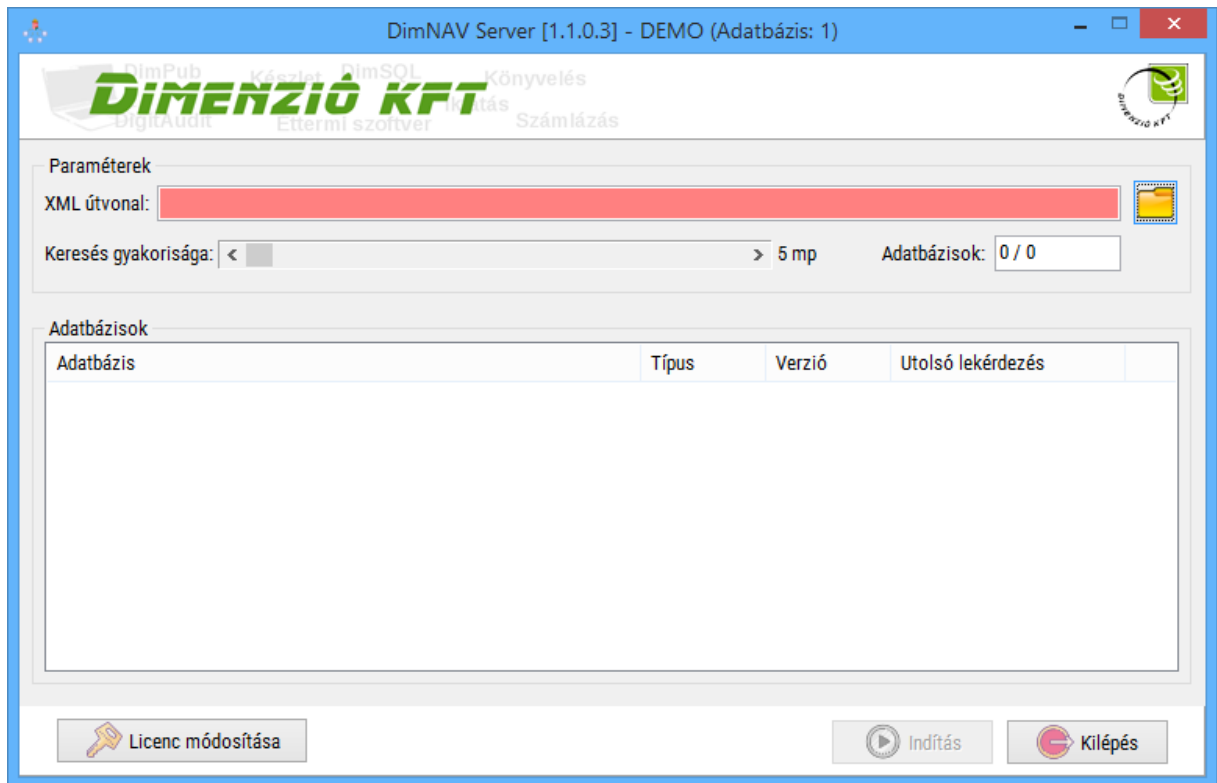 DimNAV Server [1.1.0.3] - DEMO (Adatbázis: 1)
DimPub Készlet DimSQL Könyvelés
DIMENZIÓ KFT
DigitAudit Éttermi szoftver Számlázás
DIMENZIÓ KFT
Paraméterek
XML útvonal:
Keresés gyakorisága: 5 mp Adatbázisok: 0 / 0
Adatbázisok
Adatbázis Típus Verzió Utolsó lekérdezés
Licenc módosítása Indítás Kilépés